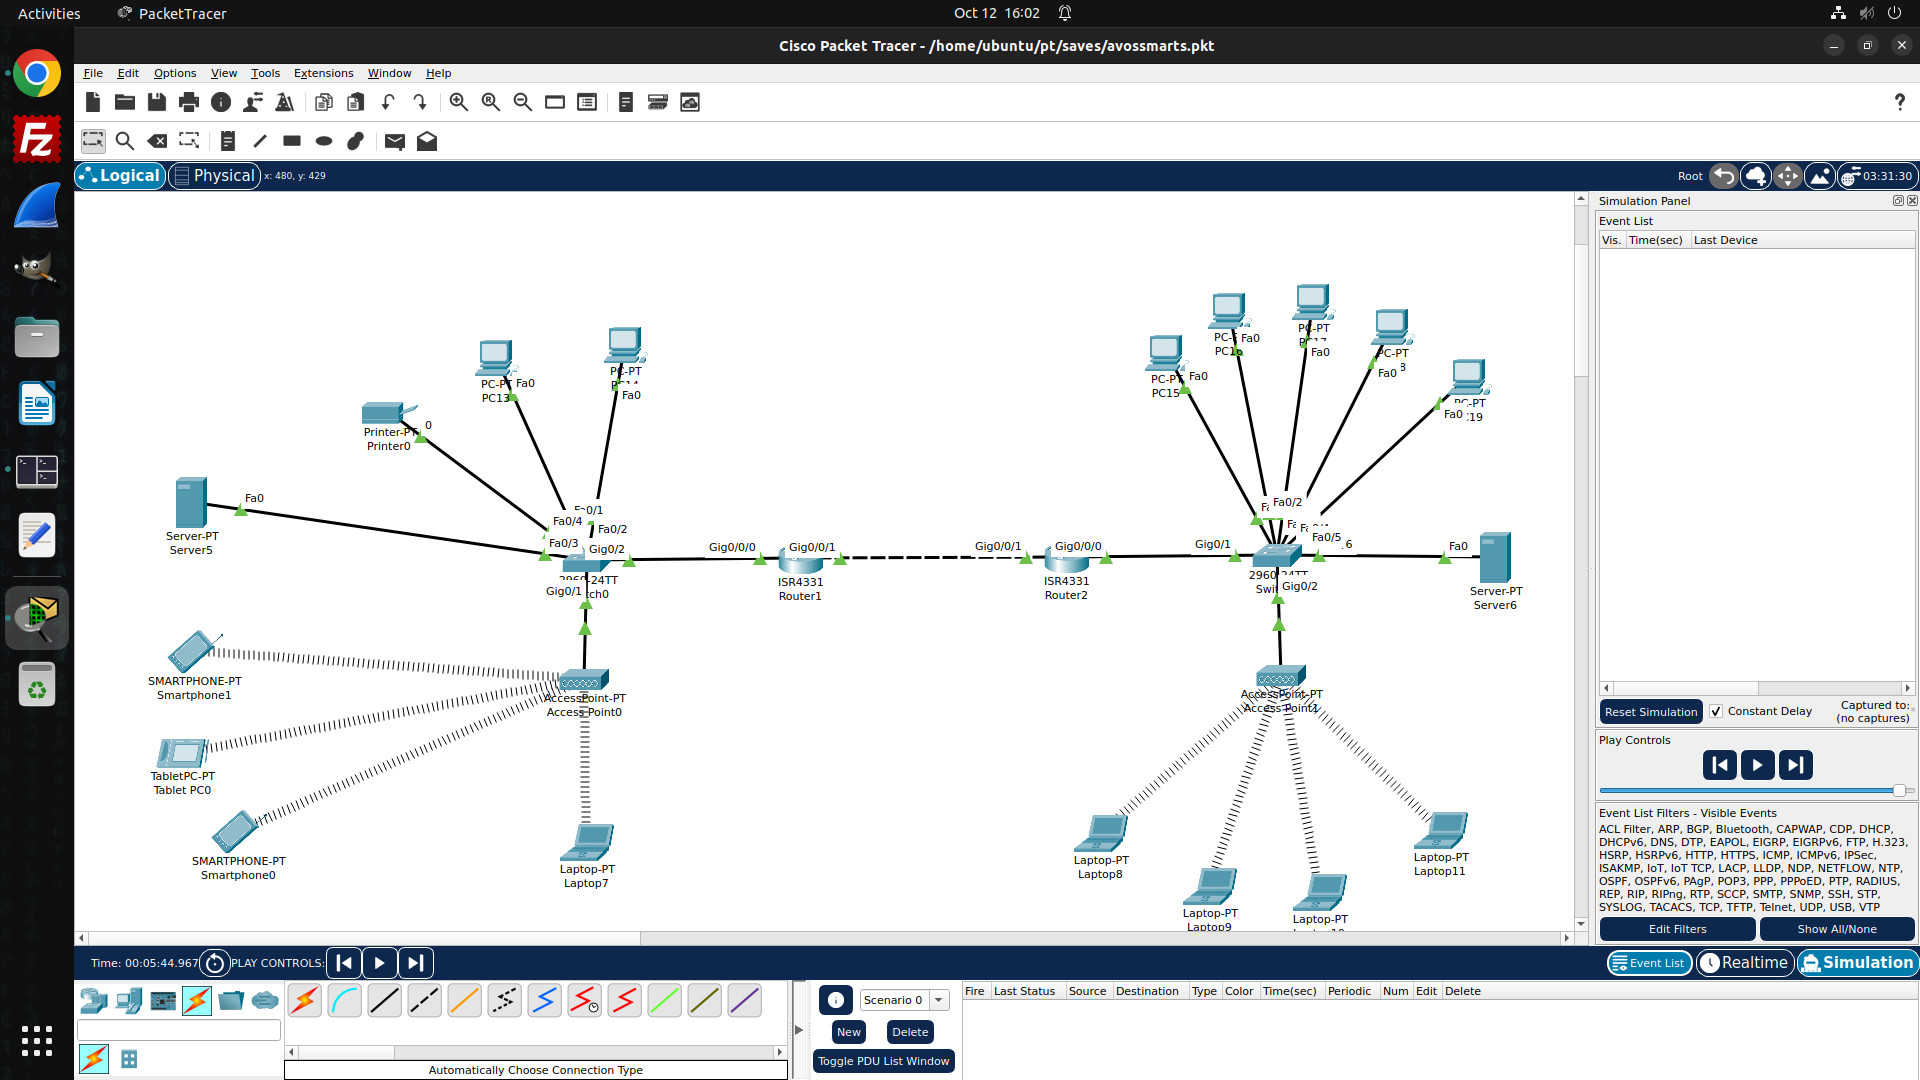 Activities
PacketTracer
Oct 12 16:02
Cisco Packet Tracer - /home/ubuntu/pt/saves/avossmarts.pkt
File Edit Options View Tools Extensions Window Help
?
Logical
Physical
x: 480, y: 429
Root
03:31:30
Simulation Panel
Event List
Vis. Time(sec) Last Device
PC-PT
PC15
Fa0
PC16
Fa0
PC-PT
Fa0
PC-PT
Fa0
PC-PT
Fa0
PC-PT
PC13
Fa0
PC-PT
Fa0
Printer-PT
Printer0
0
Server-PT
Server5
Fa0
Fa0/4
Fa0/2
Fa0/3
Gig0/2
Gig0/1
Gig0/0/0
Gig0/0/1
ISR4331
Router1
Gig0/0/1
Gig0/0/0
ISR4331
Router2
Gig0/1
Fa0/2
Fa0/5
6
Gig0/2
Fa0
Server-PT
Server6
SMARTPHONE-PT
Smartphone1
AccessPoint-PT
Access Point0
TabletPC-PT
Tablet PC0
SMARTPHONE-PT
Smartphone0
Laptop-PT
Laptop7
AccessPoint-PT
Access Point1
Laptop-PT
Laptop8
Laptop-PT
Laptop9
Laptop-PT
Laptop-PT
Laptop11
Reset Simulation
Constant Delay
Captured to:
(no captures)
Play Controls
Event List Filters - Visible Events
ACL Filter, ARP, BGP, Bluetooth, CAPWAP, CDP, DHCP,
DHCPv6, DNS, DTP, EAPOL, EIGRP, EIGRPv6, FTP, H.323,
HSRP, HSRPv6, HTTP, HTTPS, ICMP, ICMPv6, IPSec,
ISAKMP, IoT, IoT TCP, LACP, LLDP, NDP, NETFLOW, NTP,
OSPF, OSPFv6, PAgP, POP3, PPP, PPPoED, PTP, RADIUS,
REP, RIP, RIPng, RTP, SCCP, SMTP, SNMP, SSH, STP,
SYSLOG, TACACS, TCP, TFTP, Telnet, UDP, USB, VTP
Edit Filters
Show All/None
Time: 00:05:44.967
PLAY CONTROLS:
Event List
Realtime
Simulation
Scenario 0
New
Delete
Toggle PDU List Window
Fire Last Status Source Destination Type Color Time(sec) Periodic Num Edit Delete
Automatically Choose Connection Type